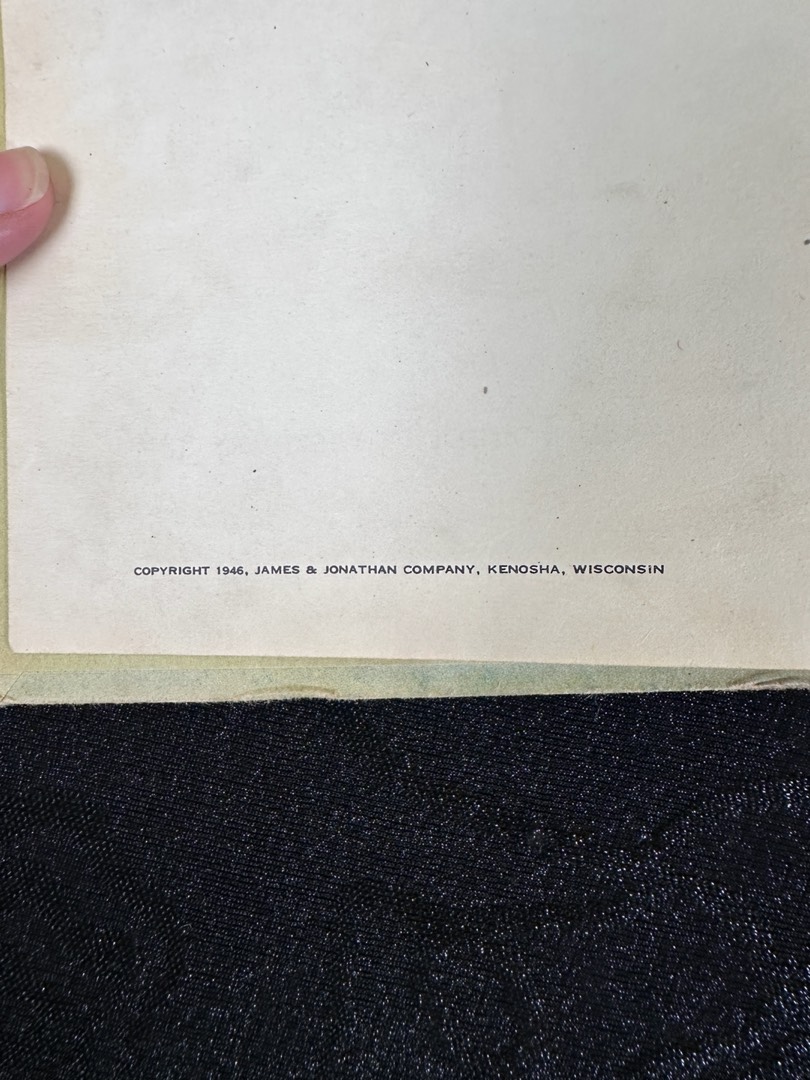 COPYRIGHT 1946, JAMES & JONATHAN COMPANY, KENOSHA, WISCONSIN